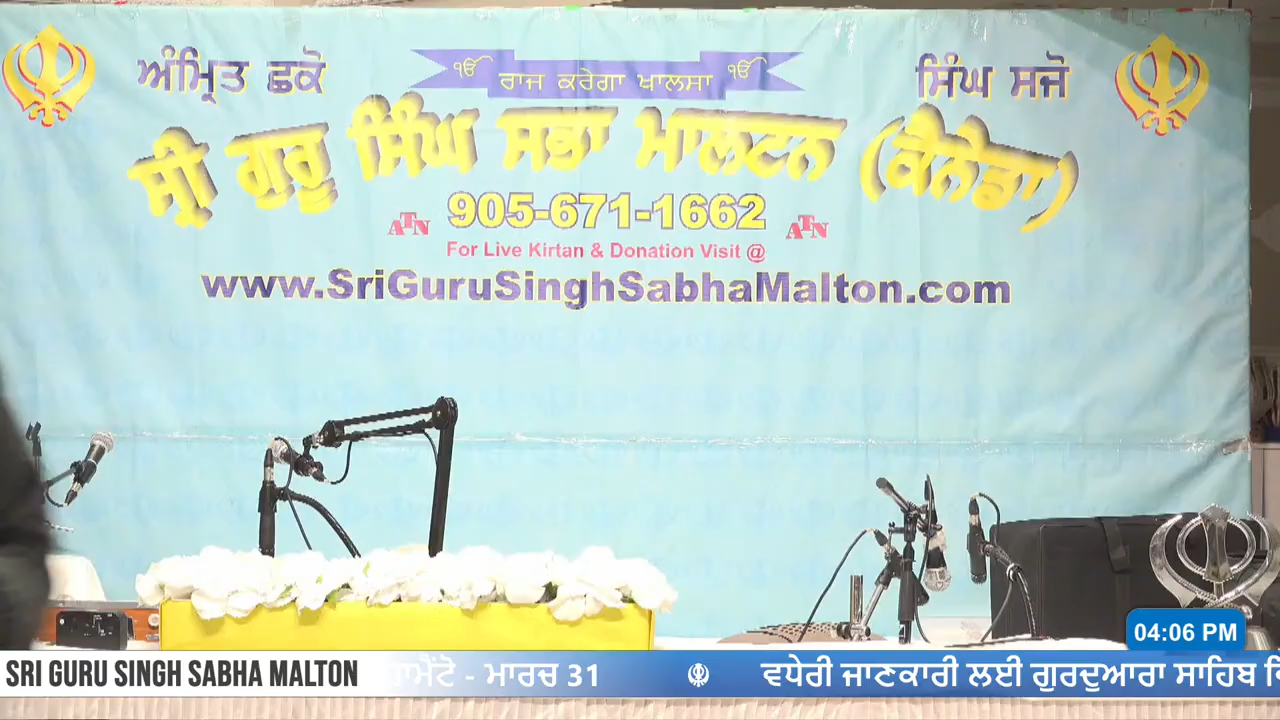 ਅੰਮ੍ਰਿਤ ਛਕੋ
ੴ ਰਾਜ ਕਰੇਗਾ ਖਾਲਸਾ ੴ
ਸਿੰਘ ਸਜੋ
ਸ੍ਰੀ ਗੁਰੂ ਸਿੰਘ ਸਭਾ ਮਾਲਟਨ (ਕੈਨੇਡਾ)
905-671-1662
ATN ATN
For Live Kirtan & Donation Visit @
www.SriGuruSinghSabhaMalton.com
04:06 PM
SRI GURU SINGH SABHA MALTON
- ਮਾਰਚ 31
ਵਧੇਰੀ ਜਾਣਕਾਰੀ ਲਈ ਗੁਰਦੁਆਰਾ ਸਾਹਿਬ